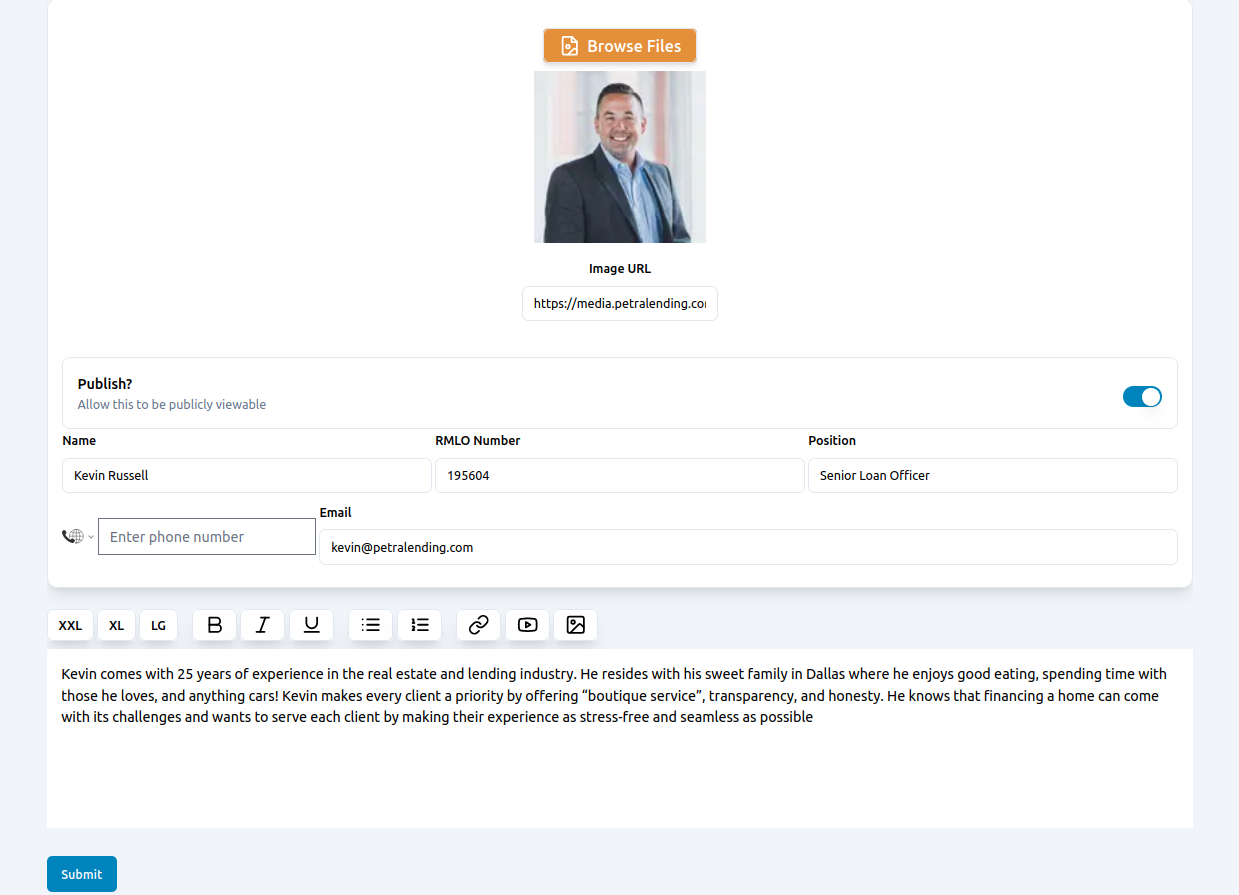 Browse Files
Image URL
https://media.petralending.co
Publish?
Allow this to be publicly viewable
Name
RMLO Number
Position
Kevin Russell
195604
Senior Loan Officer
Email
Enter phone number
kevin@petralending.com
XXL XL LG B I U
Kevin comes with 25 years of experience in the real estate and lending industry. He resides with his sweet family in Dallas where he enjoys good eating, spending time with
those he loves, and anything cars! Kevin makes every client a priority by offering “boutique service”, transparency, and honesty. He knows that financing a home can come
with its challenges and wants to serve each client by making their experience as stress-free and seamless as possible
Submit